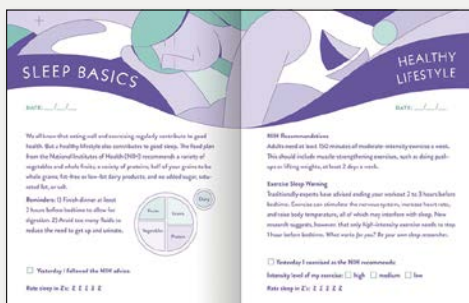 SLEEP BASICS
DATE: __/__/__
We all know that eating well and exercising regularly contribute to good
health. But a healthy lifestyle also contributes to good sleep. The food plan
from the National Institutes of Health (NIH) recommends a variety of
vegetables and whole fruits, a variety of proteins, half of your grains to be
whole grains, fat-free or low-fat dairy products, and no added sugar, satu-
rated fat, or salt.
Reminders: 1) Finish dinner at least
2 hours before bedtime to allow for
digestion. 2) Avoid too many fluids to
reduce the need to get up and urinate.
Fruits
Grains
Vegetables
Protein
Dairy
Yesterday I followed the NIH advice.
Rate sleep in Z's: Z Z Z Z Z
HEALTHY
LIFESTYLE
DATE: __/__/__
NIH Recommendations
Adults need at least 150 minutes of moderate-intensity exercise a week.
This should include muscle strengthening exercises, such as doing push-
ups or lifting weights, at least 2 days a week.
Exercise Sleep Warning
Traditionally experts have advised ending your workout 2 to 3 hours before
bedtime. Exercise can stimulate the nervous system, increase heart rate,
and raise body temperature, all of which may interfere with sleep. New
research suggests, however, that only high-intensity exercise needs to stop
1 hour before bedtime. What works for you? Be your own sleep researcher.
Yesterday I exercised as the NIH recommends.
Intensity level of my exercise: high medium low
Rate sleep in Z's: Z Z Z Z Z